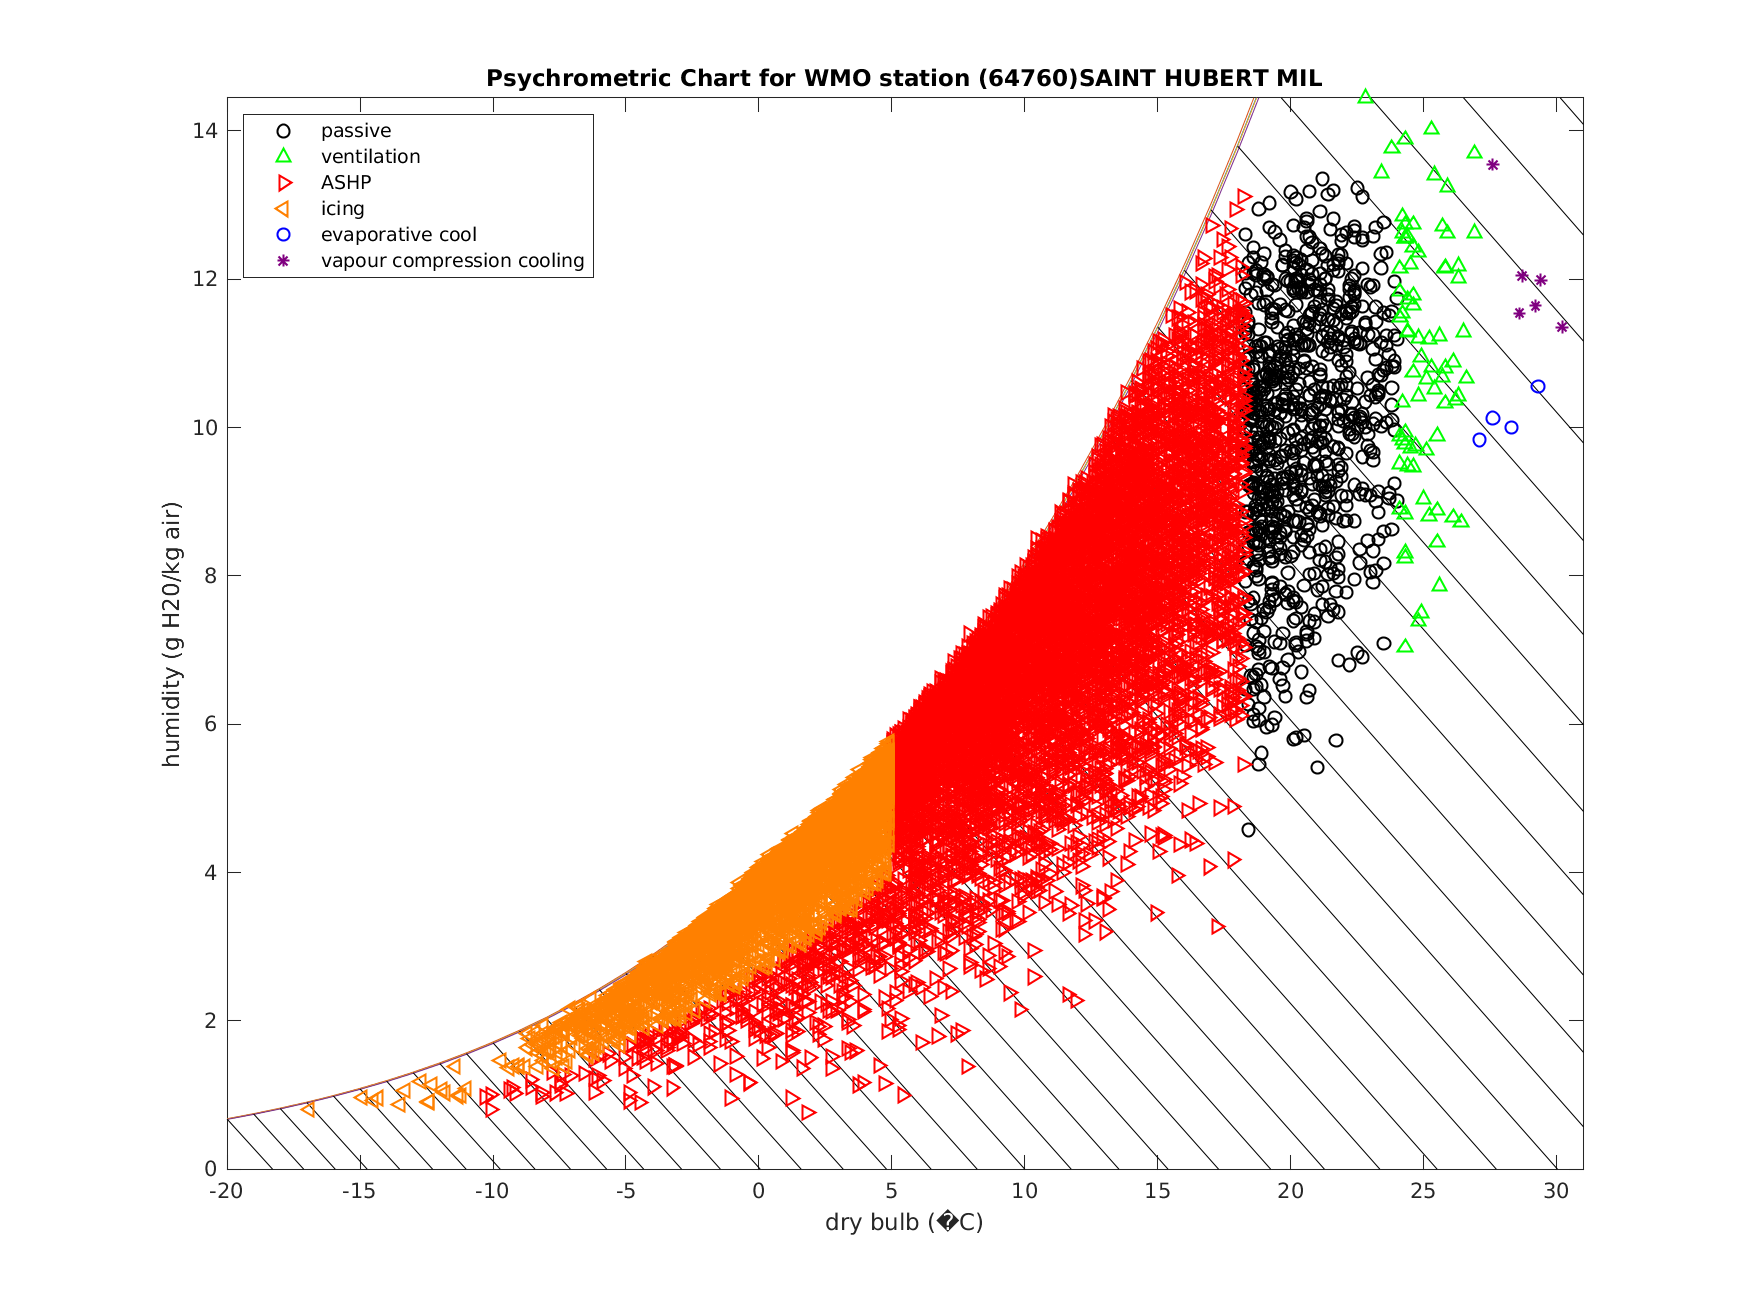 Psychrometric Chart for WMO station (64760)SAINT HUBERT MIL
passive
ventilation
ASHP
icing
evaporative cool
vapour compression cooling
humidity (g H20/kg air)
14
12
10
8
6
4
2
0
-20 -15 -10 -5 0 5 10 15 20 25 30
dry bulb (�C)